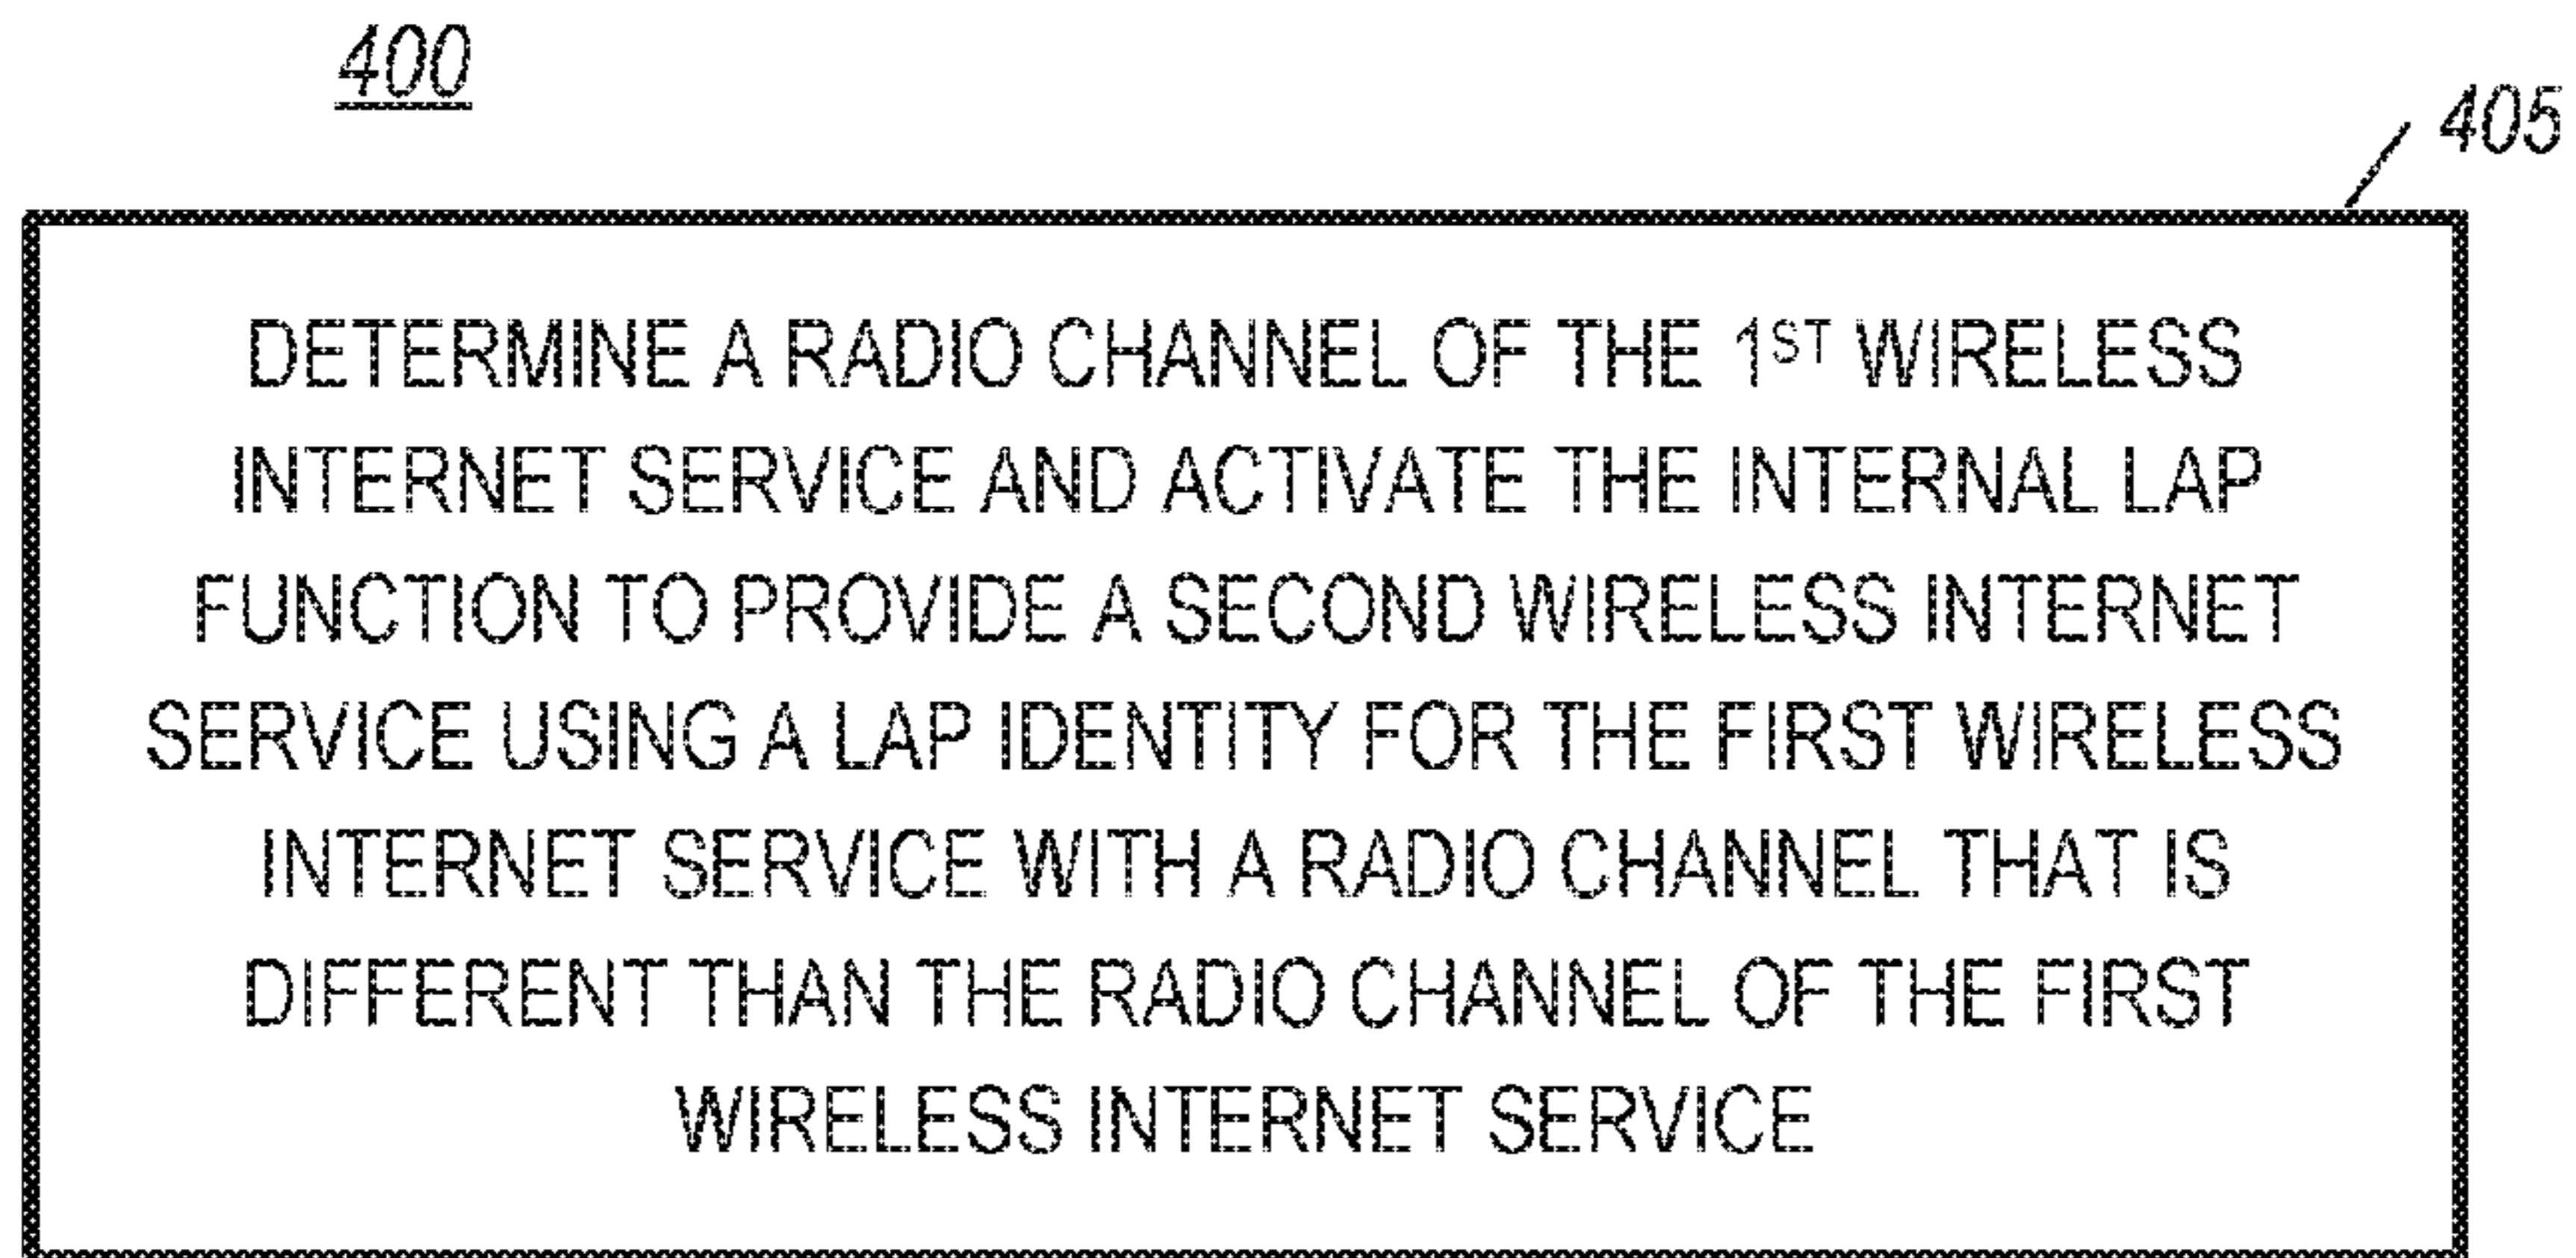 400
405
DETERMINE A RADIO CHANNEL OF THE 1ST WIRELESS
INTERNET SERVICE AND ACTIVATE THE INTERNAL LAP
FUNCTION TO PROVIDE A SECOND WIRELESS INTERNET
SERVICE USING A LAP IDENTITY FOR THE FIRST WIRELESS
INTERNET SERVICE WITH A RADIO CHANNEL THAT IS
DIFFERENT THAN THE RADIO CHANNEL OF THE FIRST
WIRELESS INTERNET SERVICE